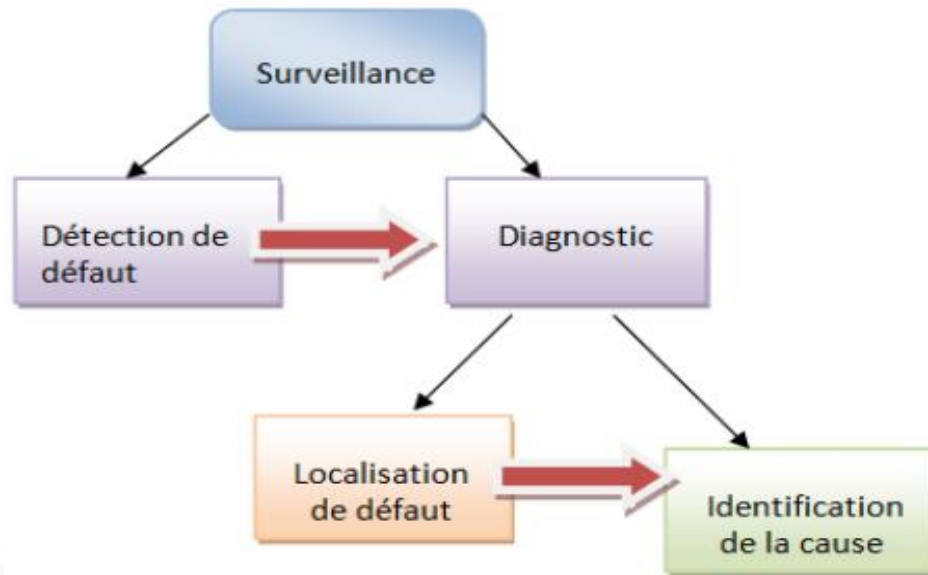 Surveillance
Détection de
défaut
Diagnostic
Localisation
de défaut
Identification
de la cause